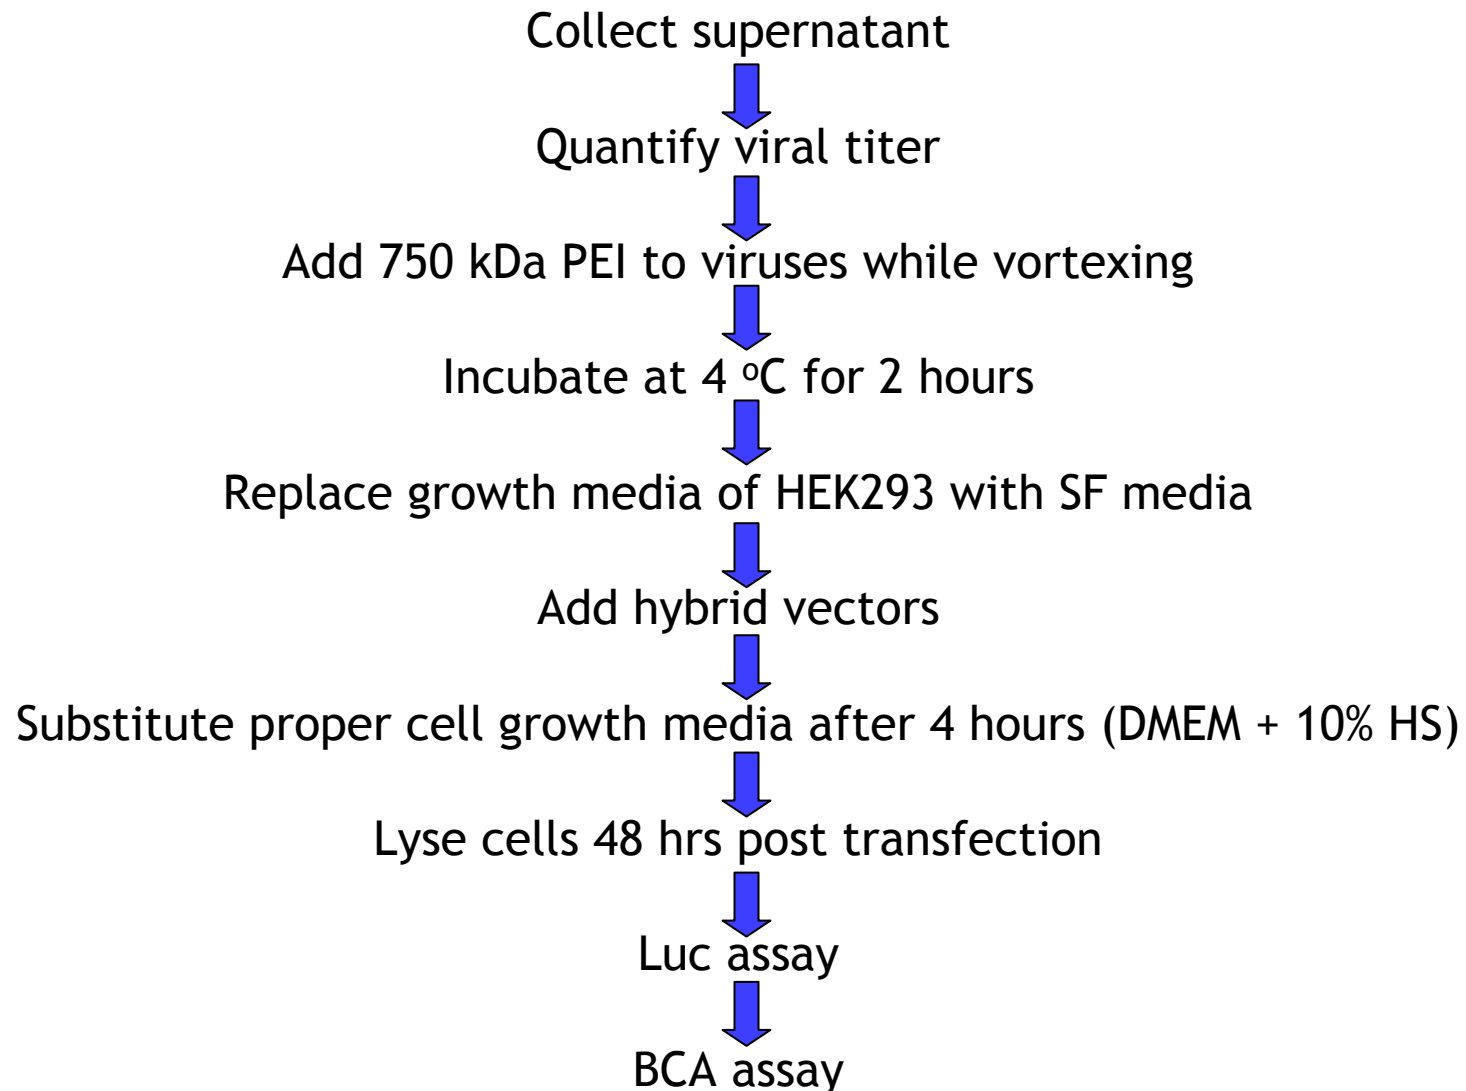 Collect supernatant
Quantify viral titer
Add 750 kDa PEI to viruses while vortexing
Incubate at 4 ºC for 2 hours
Replace growth media of HEK293 with SF media
Add hybrid vectors
Substitute proper cell growth media after 4 hours (DMEM + 10% HS)
Lyse cells 48 hrs post transfection
Luc assay
BCA assay